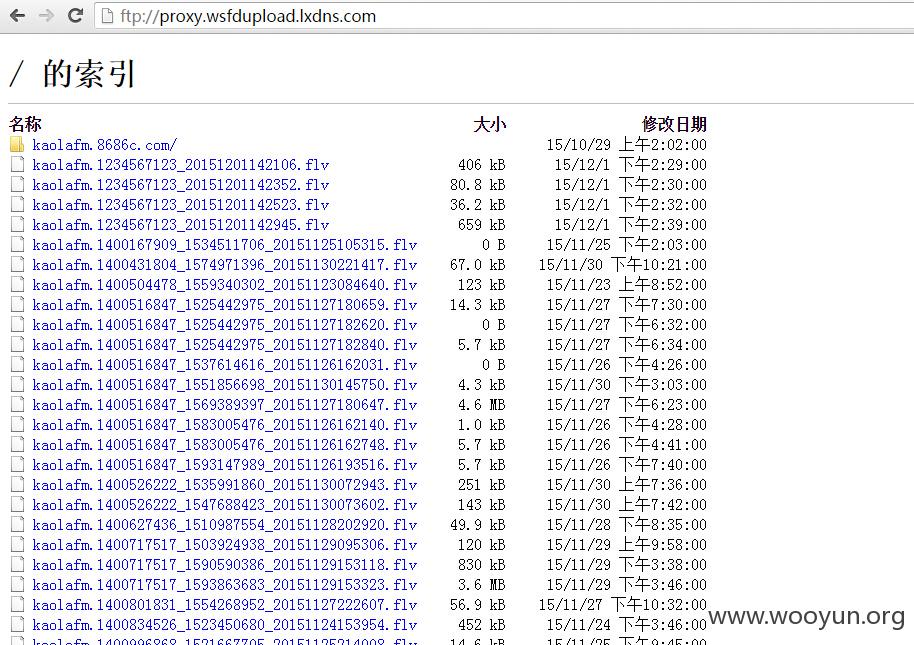 ftp://proxy.wsfdupload.lxdns.com
/ 的索引
名称 大小 修改日期
kaolafm.8686c.com/ 15/10/29 上午2:02:00
kaolafm.1234567123_20151201142106.flv 406 kB 15/12/1 下午2:29:00
kaolafm.1234567123_20151201142352.flv 80.8 kB 15/12/1 下午2:30:00
kaolafm.1234567123_20151201142523.flv 36.2 kB 15/12/1 下午2:32:00
kaolafm.1234567123_20151201142945.flv 659 kB 15/12/1 下午2:39:00
kaolafm.1400167909_1534511706_20151125105315.flv 0 B 15/11/25 下午2:03:00
kaolafm.1400431804_1574971396_20151130221417.flv 67.0 kB 15/11/30 下午10:21:00
kaolafm.1400504478_1559340302_20151123084640.flv 123 kB 15/11/23 上午8:52:00
kaolafm.1400516847_1525442975_20151127180659.flv 14.3 kB 15/11/27 下午7:30:00
kaolafm.1400516847_1525442975_20151127182620.flv 0 B 15/11/27 下午6:32:00
kaolafm.1400516847_1525442975_20151127182840.flv 5.7 kB 15/11/27 下午6:34:00
kaolafm.1400516847_1537614616_20151126162031.flv 0 B 15/11/26 下午4:26:00
kaolafm.1400516847_1551856698_20151130145750.flv 4.3 kB 15/11/30 下午3:03:00
kaolafm.1400516847_1569389397_20151127180647.flv 4.6 MB 15/11/27 下午6:23:00
kaolafm.1400516847_1583005476_20151126162140.flv 1.0 kB 15/11/26 下午4:28:00
kaolafm.1400516847_1583005476_20151126162748.flv 5.7 kB 15/11/26 下午4:41:00
kaolafm.1400516847_1593147989_20151126193516.flv 5.7 kB 15/11/26 下午7:40:00
kaolafm.1400526222_1535991860_20151130072943.flv 251 kB 15/11/30 上午7:36:00
kaolafm.1400526222_1547688423_20151130073602.flv 143 kB 15/11/30 上午7:42:00
kaolafm.1400627436_1510987554_20151128202920.flv 49.9 kB 15/11/28 下午8:35:00
kaolafm.1400717517_1503924938_20151129095306.flv 120 kB 15/11/29 上午9:58:00
kaolafm.1400717517_1590590386_20151129153118.flv 830 kB 15/11/29 下午3:38:00
kaolafm.1400717517_1593863683_20151129153323.flv 3.6 MB 15/11/29 下午3:46:00
kaolafm.1400801831_1554268952_20151127222607.flv 56.9 kB 15/11/27 下午10:32:00
kaolafm.1400834526_1523450680_20151124153954.flv 452 kB 15/11/24 下午3:46:00
www.wooyun.org